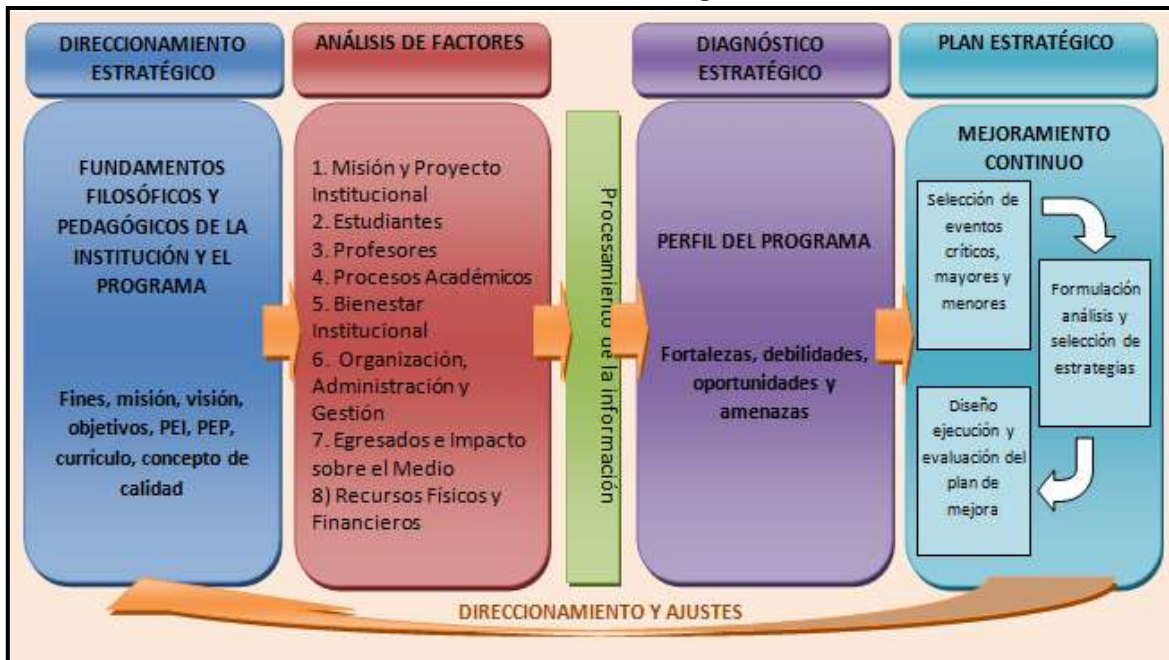 DIRECCIONAMIENTO
ESTRATÉGICO
FUNDAMENTOS
FILOSÓFICOS Y
PEDAGÓGICOS DE LA
INSTITUCIÓN Y EL
PROGRAMA
Fines, misión, visión,
objetivos, PEI, PEP,
currículo, concepto de
calidad
ANÁLISIS DE FACTORES
1. Misión y Proyecto
Institucional
2. Estudiantes
3. Profesores
4. Procesos Académicos
5. Bienestar
Institucional
6. Organización,
Administración y
Gestión
7. Egresados e Impacto
sobre el Medio
8) Recursos Físicos y
Financieros
Procesamiento de la información
DIAGNÓSTICO
ESTRATÉGICO
PERFIL DEL PROGRAMA
Fortalezas, debilidades,
oportunidades y
amenazas
PLAN ESTRATÉGICO
MEJORAMIENTO
CONTINUO
Selección de
eventos
críticos,
mayores y
menores
Formulación
análisis y
selección de
estrategias
Diseño
ejecución y
evaluación del
plan de
mejora
DIRECCIONAMIENTO Y AJUSTES